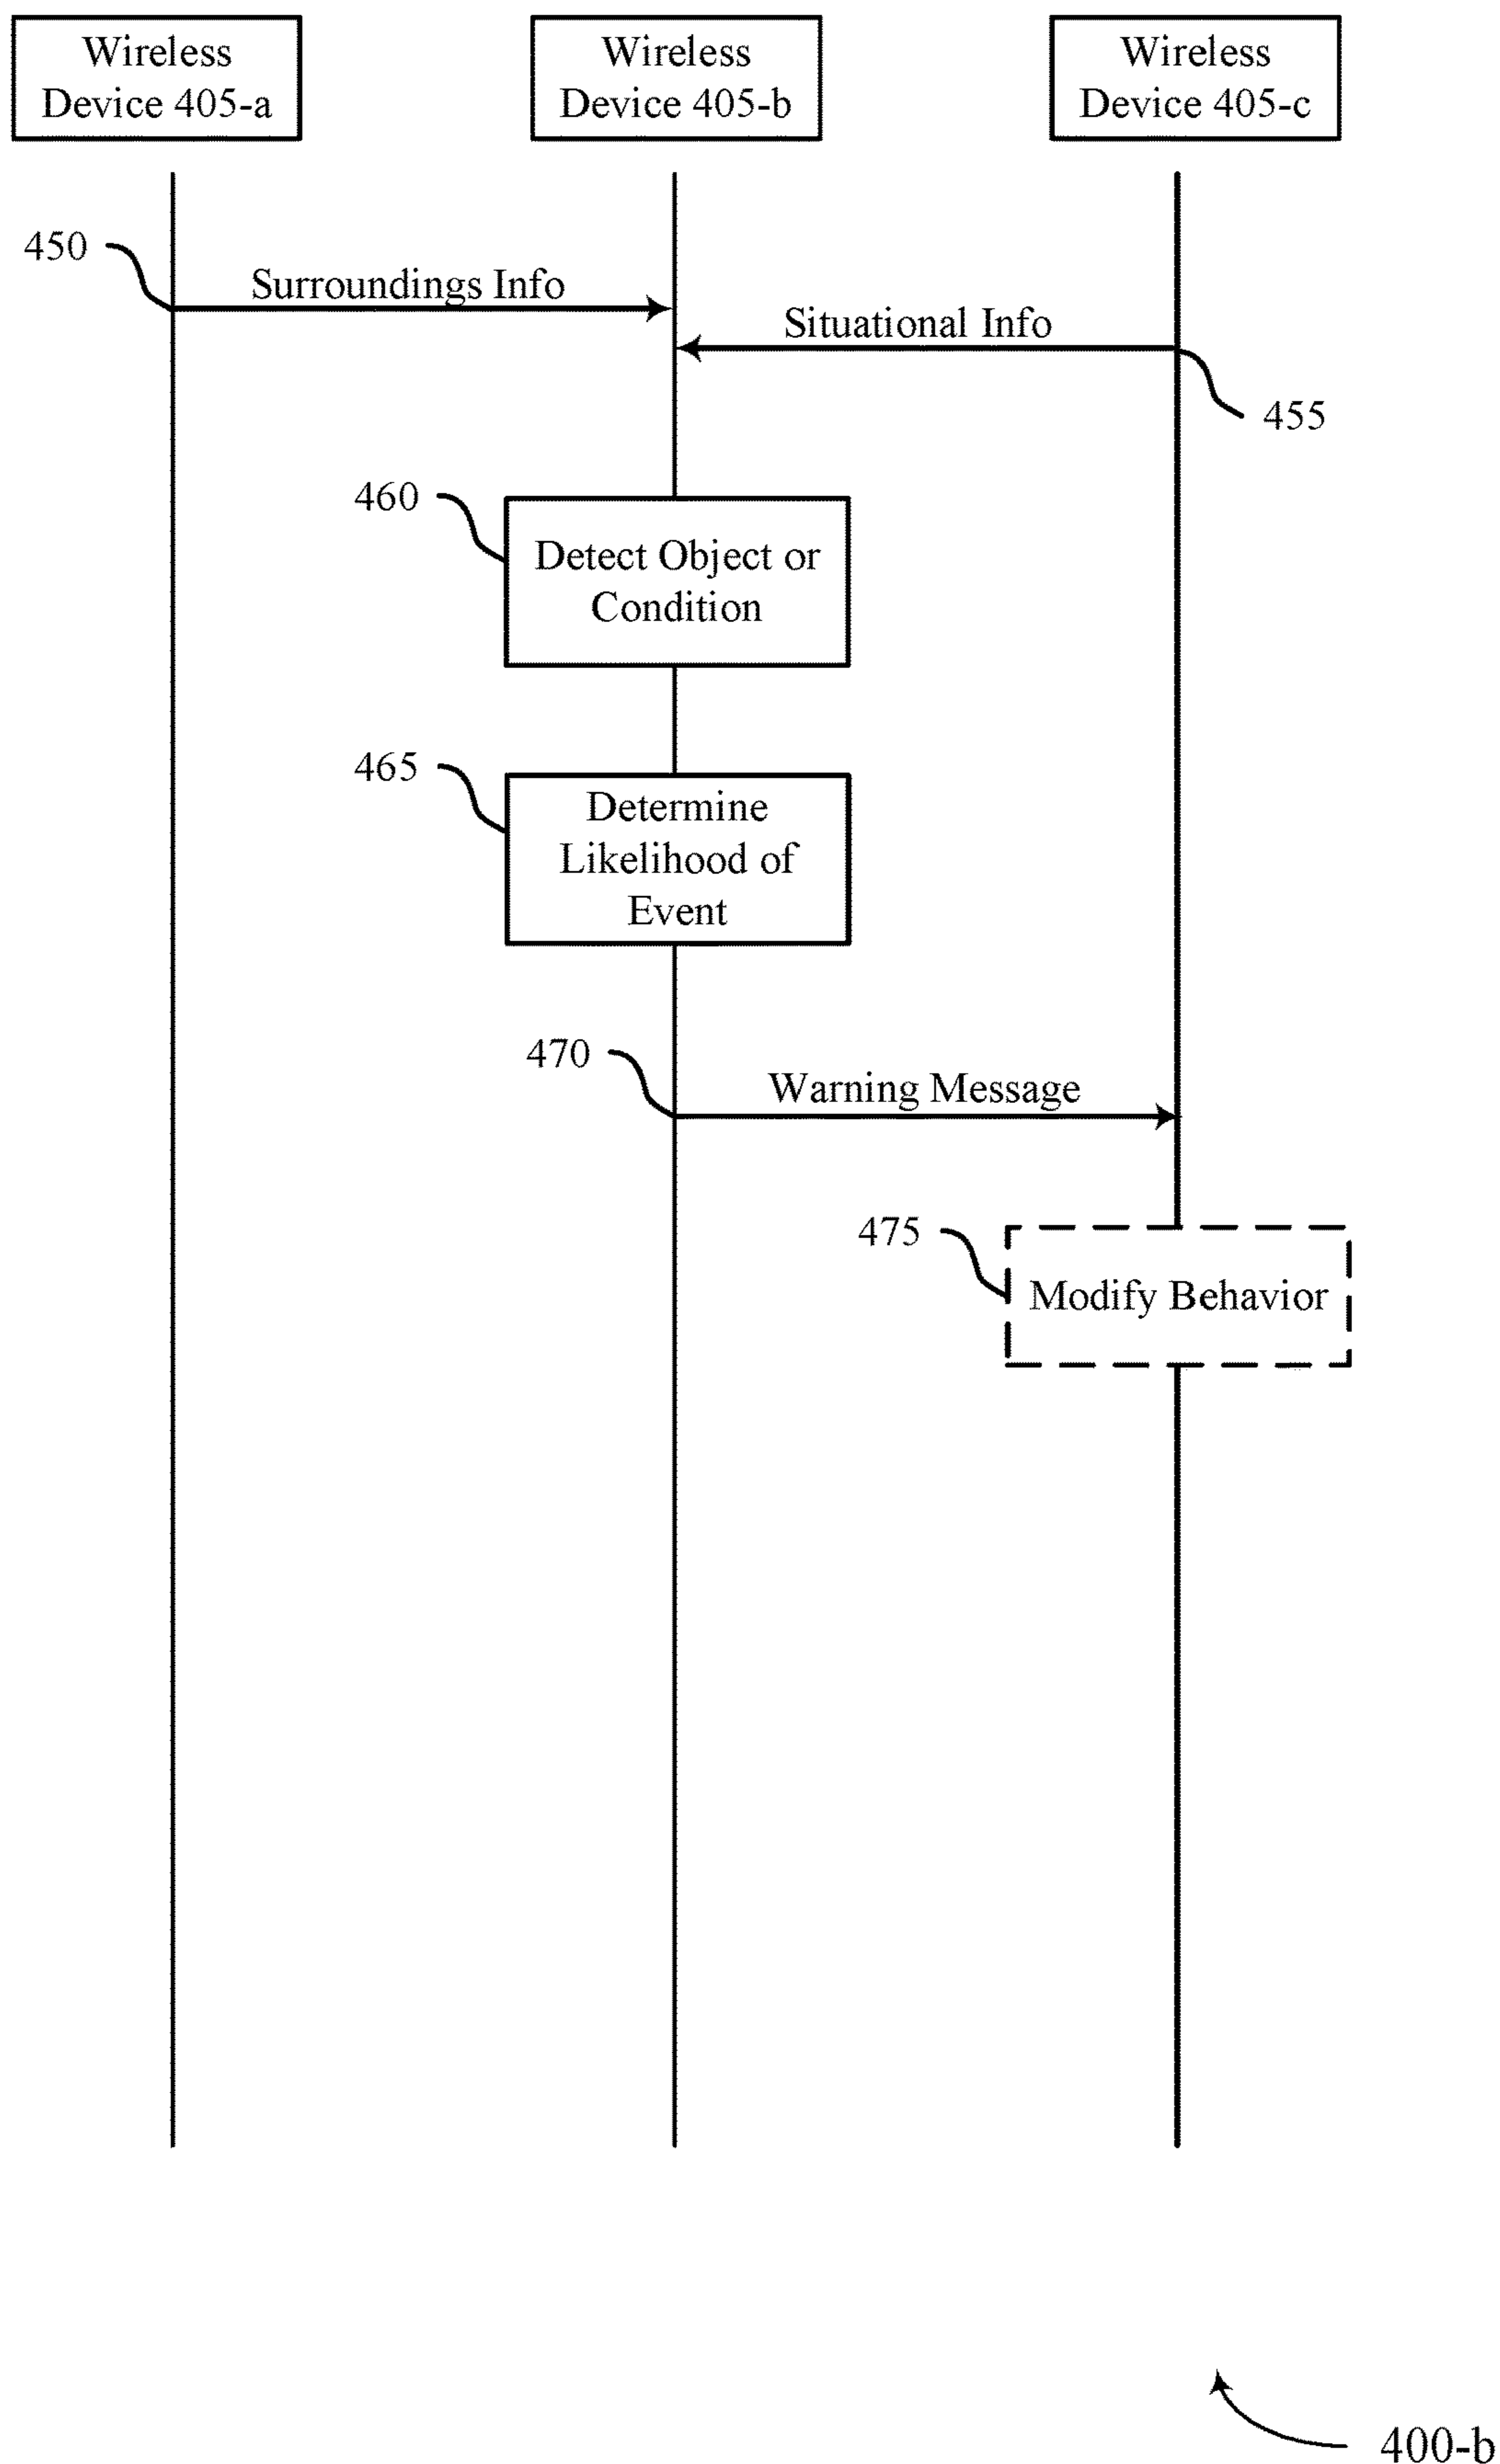 Wireless
Device 405-a
Wireless
Device 405-b
Wireless
Device 405-c
450
Surroundings Info
Situational Info
455
460
Detect Object or
Condition
465
Determine
Likelihood of
Event
470
Warning Message
475
Modify Behavior
400-b